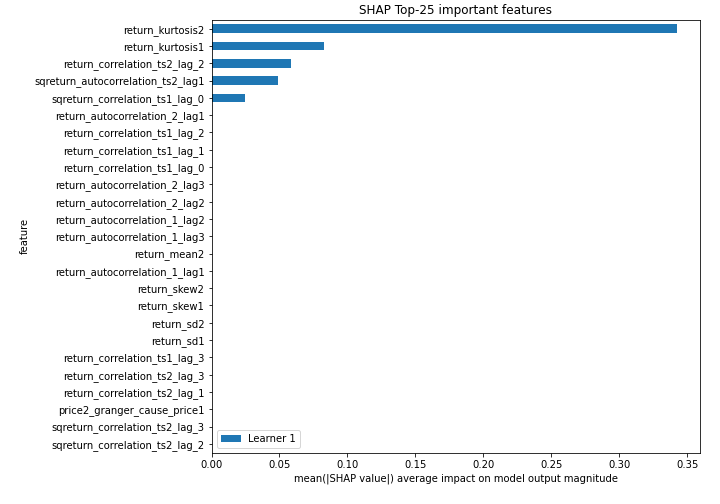 SHAP Top-25 important features
return_kurtosis2
return_kurtosis1
return_correlation_ts2_lag_2
sqreturn_autocorrelation_ts2_lag1
sqreturn_correlation_ts1_lag_0
return_autocorrelation_2_lag1
return_correlation_ts1_lag_2
return_correlation_ts1_lag_1
return_correlation_ts1_lag_0
return_autocorrelation_2_lag3
return_autocorrelation_2_lag2
return_autocorrelation_1_lag2
return_autocorrelation_1_lag3
return_mean2
return_autocorrelation_1_lag1
return_skew2
return_skew1
return_sd2
return_sd1
return_correlation_ts1_lag_3
return_correlation_ts2_lag_3
return_correlation_ts2_lag_1
price2_granger_cause_price1
sqreturn_correlation_ts2_lag_3
sqreturn_correlation_ts2_lag_2
feature
Learner 1
0.00 0.05 0.10 0.15 0.20 0.25 0.30 0.35
mean(|SHAP value|) average impact on model output magnitude